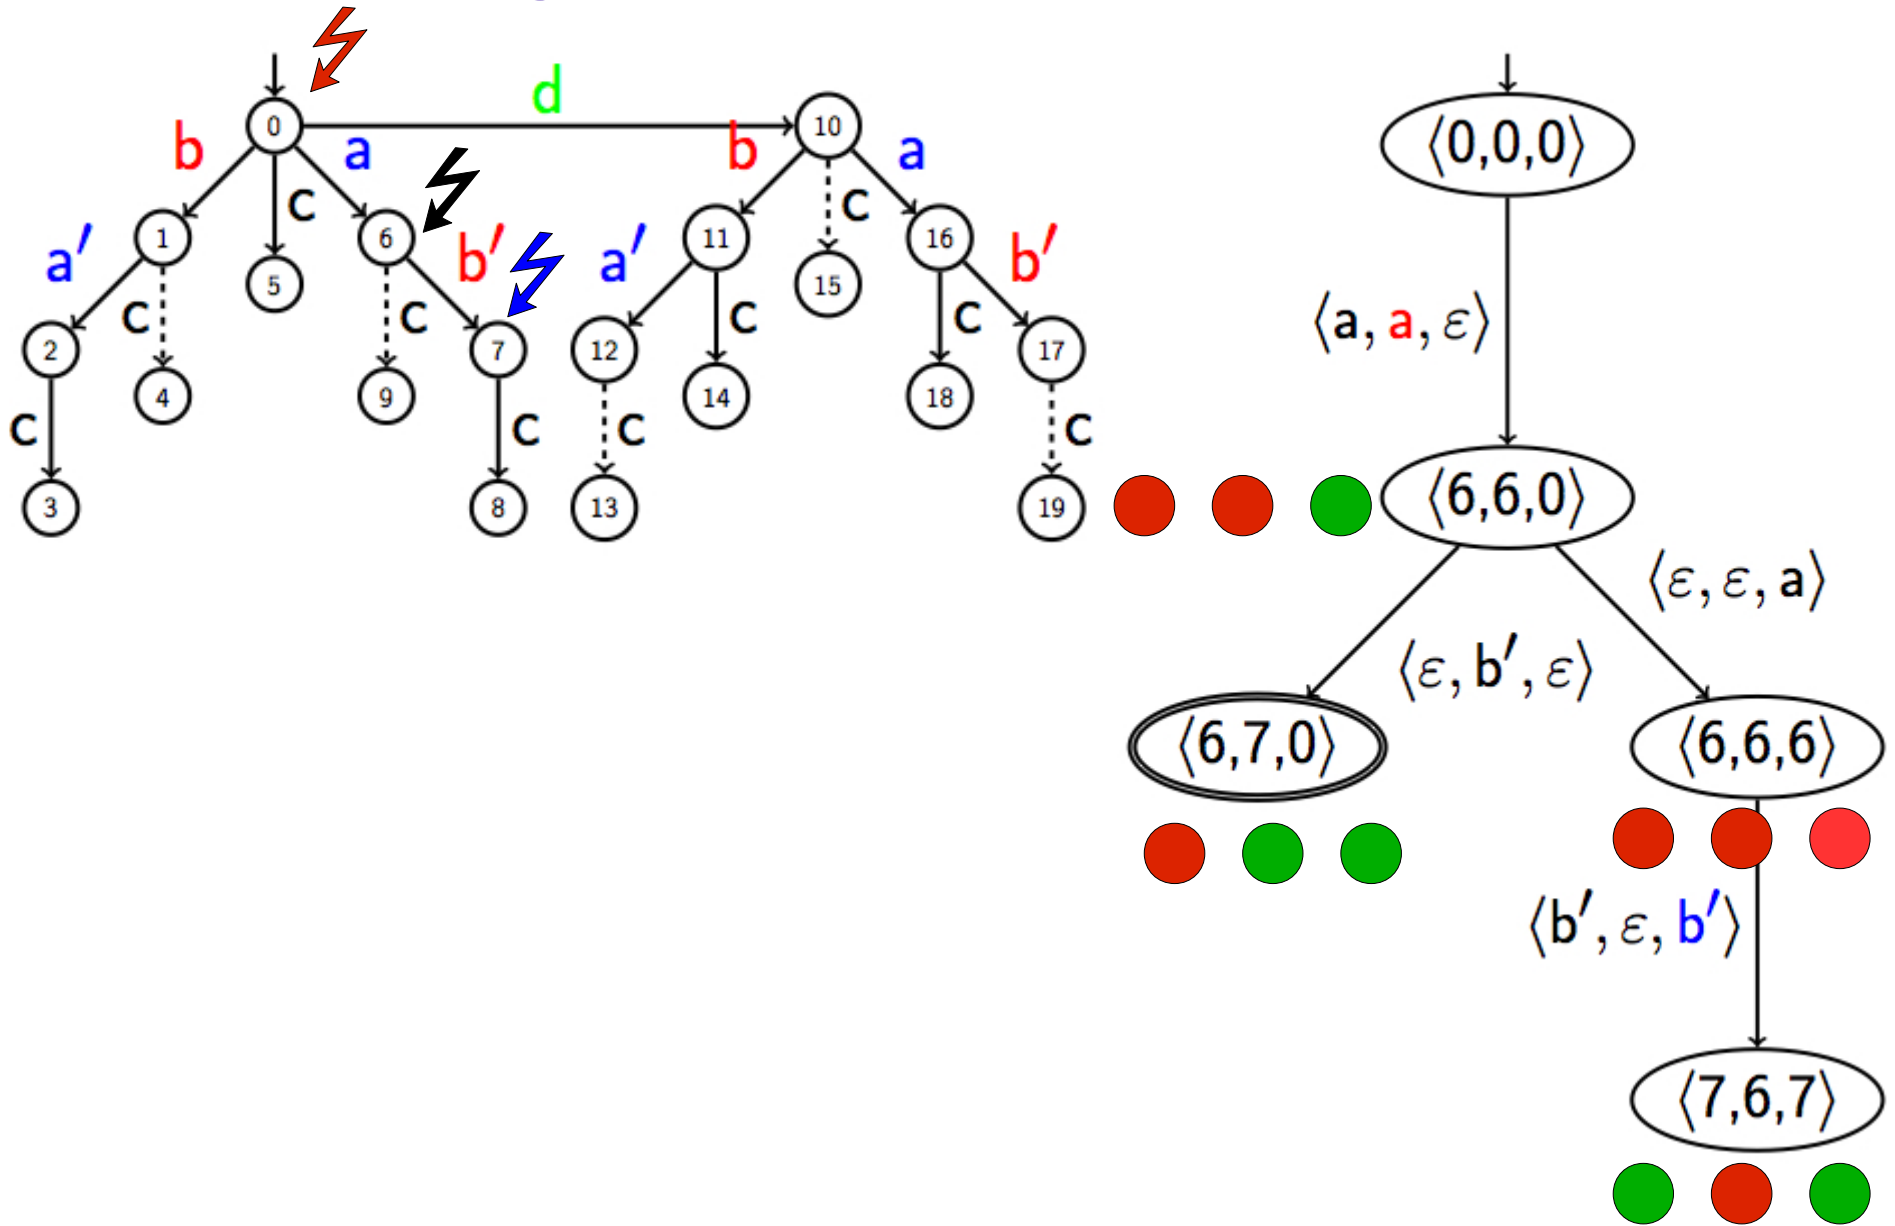 d
0
10
b
a
b
a
c
c
1
6
11
16
a′
b′
a′
b′
5
15
c
c
c
c
2
7
12
17
4
9
14
18
c
c
c
c
3
8
13
19
⟨0,0,0⟩
⟨a, a, ε⟩
⟨6,6,0⟩
⟨ε, ε, a⟩
⟨ε, b′, ε⟩
⟨6,7,0⟩
⟨6,6,6⟩
⟨b′, ε, b′⟩
⟨7,6,7⟩